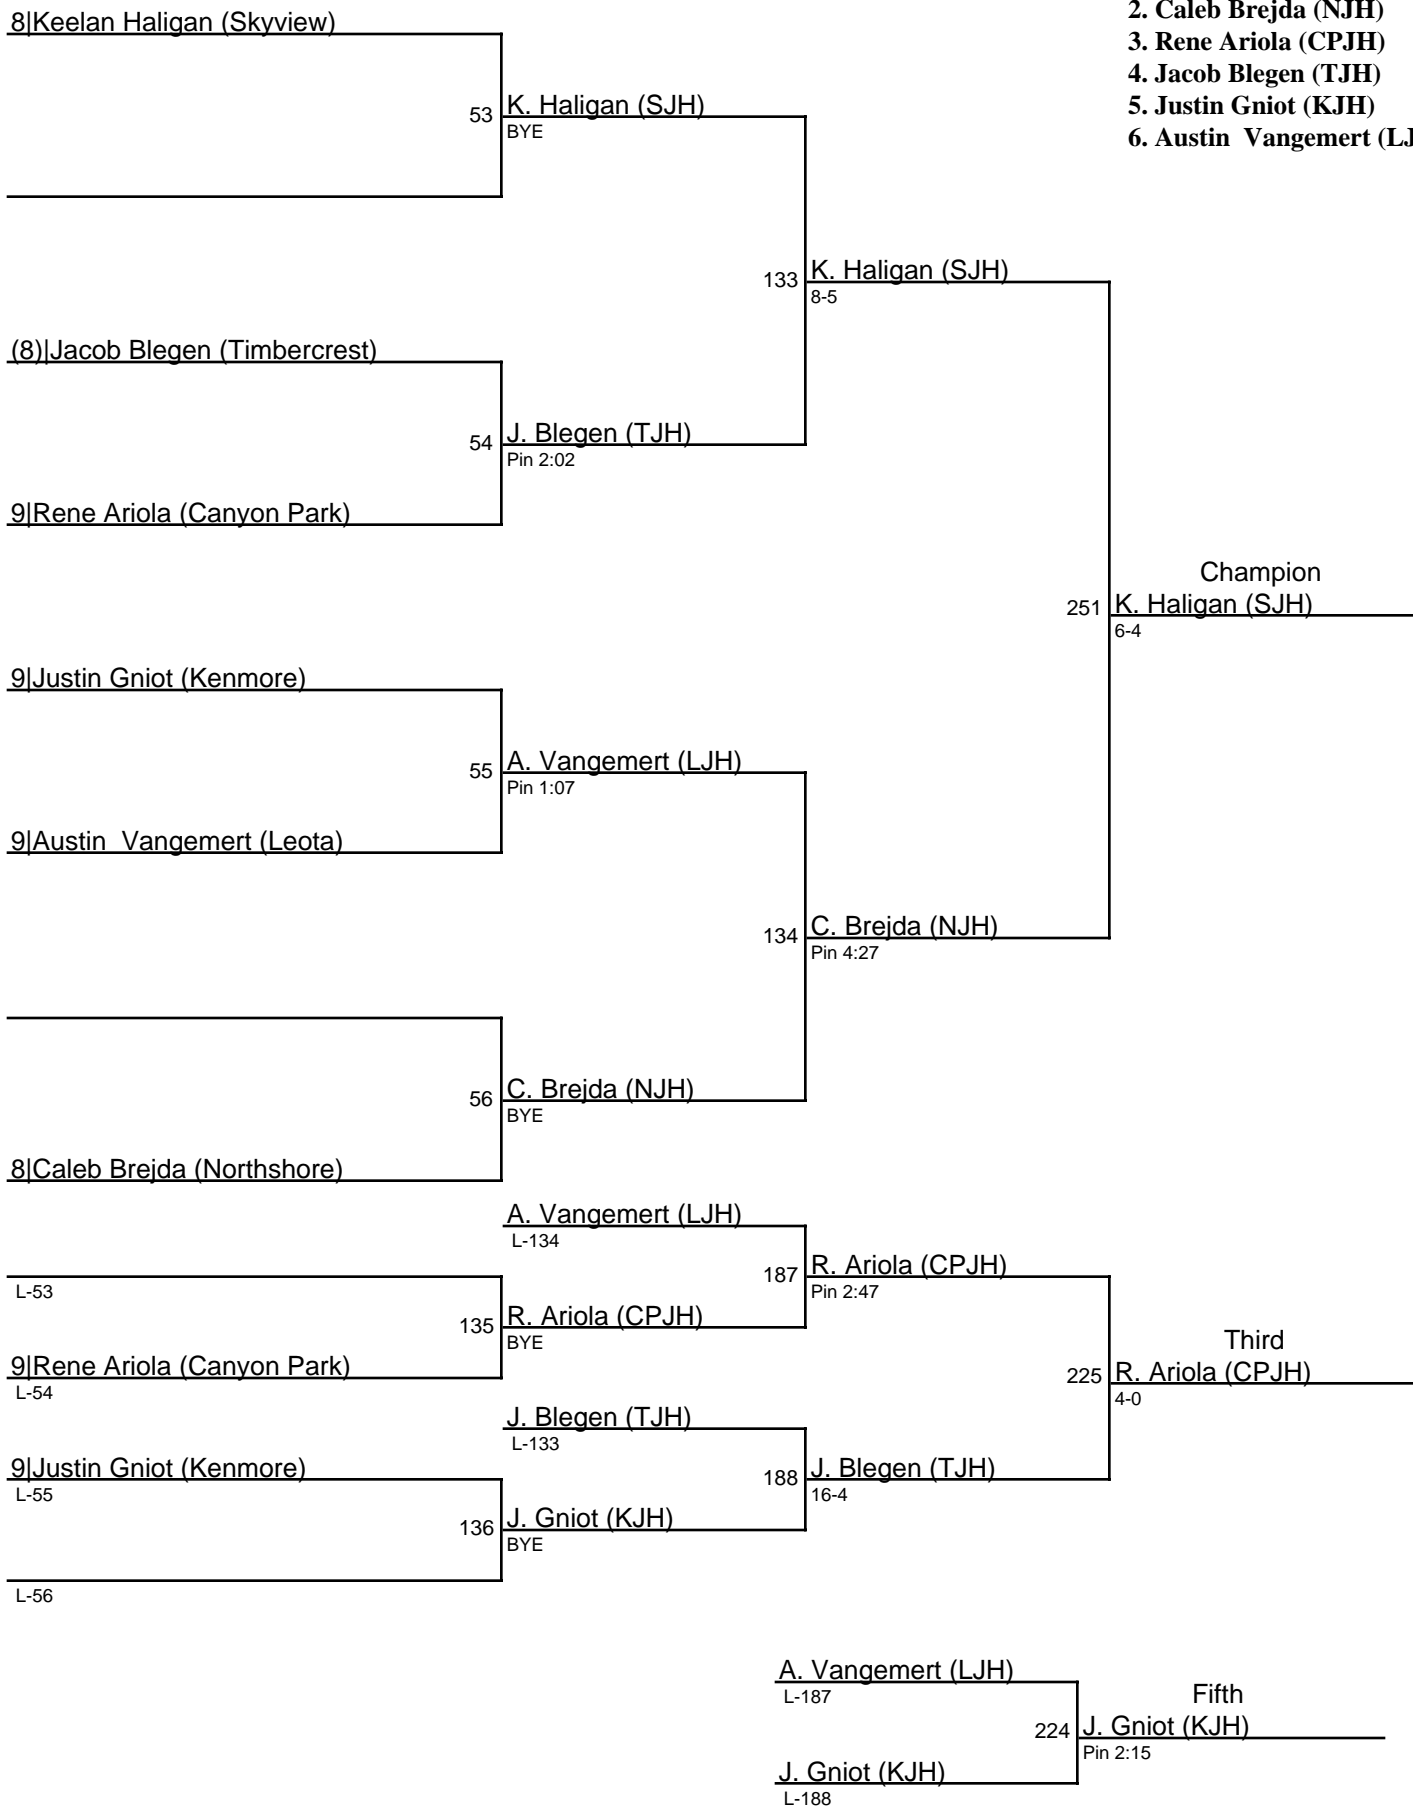 2. Caleb Brejda (NJH)
8|Keelan Haligan (Skyview)
3. Rene Ariola (CPJH)
4. Jacob Blegen (TJH)
5. Justin Gniot (KJH)
6. Austin  Vangemert (LJ
53 K. Haligan (SJH)
BYE
133 K. Haligan (SJH)
8-5
(8)|Jacob Blegen (Timbercrest)
54 J. Blegen (TJH)
Pin 2:02
9|Rene Ariola (Canyon Park)
Champion
251 K. Haligan (SJH)
6-4
9|Justin Gniot (Kenmore)
55 A. Vangemert (LJH)
Pin 1:07
9|Austin  Vangemert (Leota)
134 C. Brejda (NJH)
Pin 4:27
56 C. Brejda (NJH)
BYE
8|Caleb Brejda (Northshore)
A. Vangemert (LJH)
L-134
187 R. Ariola (CPJH)
Pin 2:47
L-53
135 R. Ariola (CPJH)
BYE
9|Rene Ariola (Canyon Park)
L-54
Third
225 R. Ariola (CPJH)
4-0
J. Blegen (TJH)
L-133
9|Justin Gniot (Kenmore)
L-55
188 J. Blegen (TJH)
16-4
136 J. Gniot (KJH)
BYE
L-56
A. Vangemert (LJH)
L-187
Fifth
224 J. Gniot (KJH)
Pin 2:15
J. Gniot (KJH)
L-188